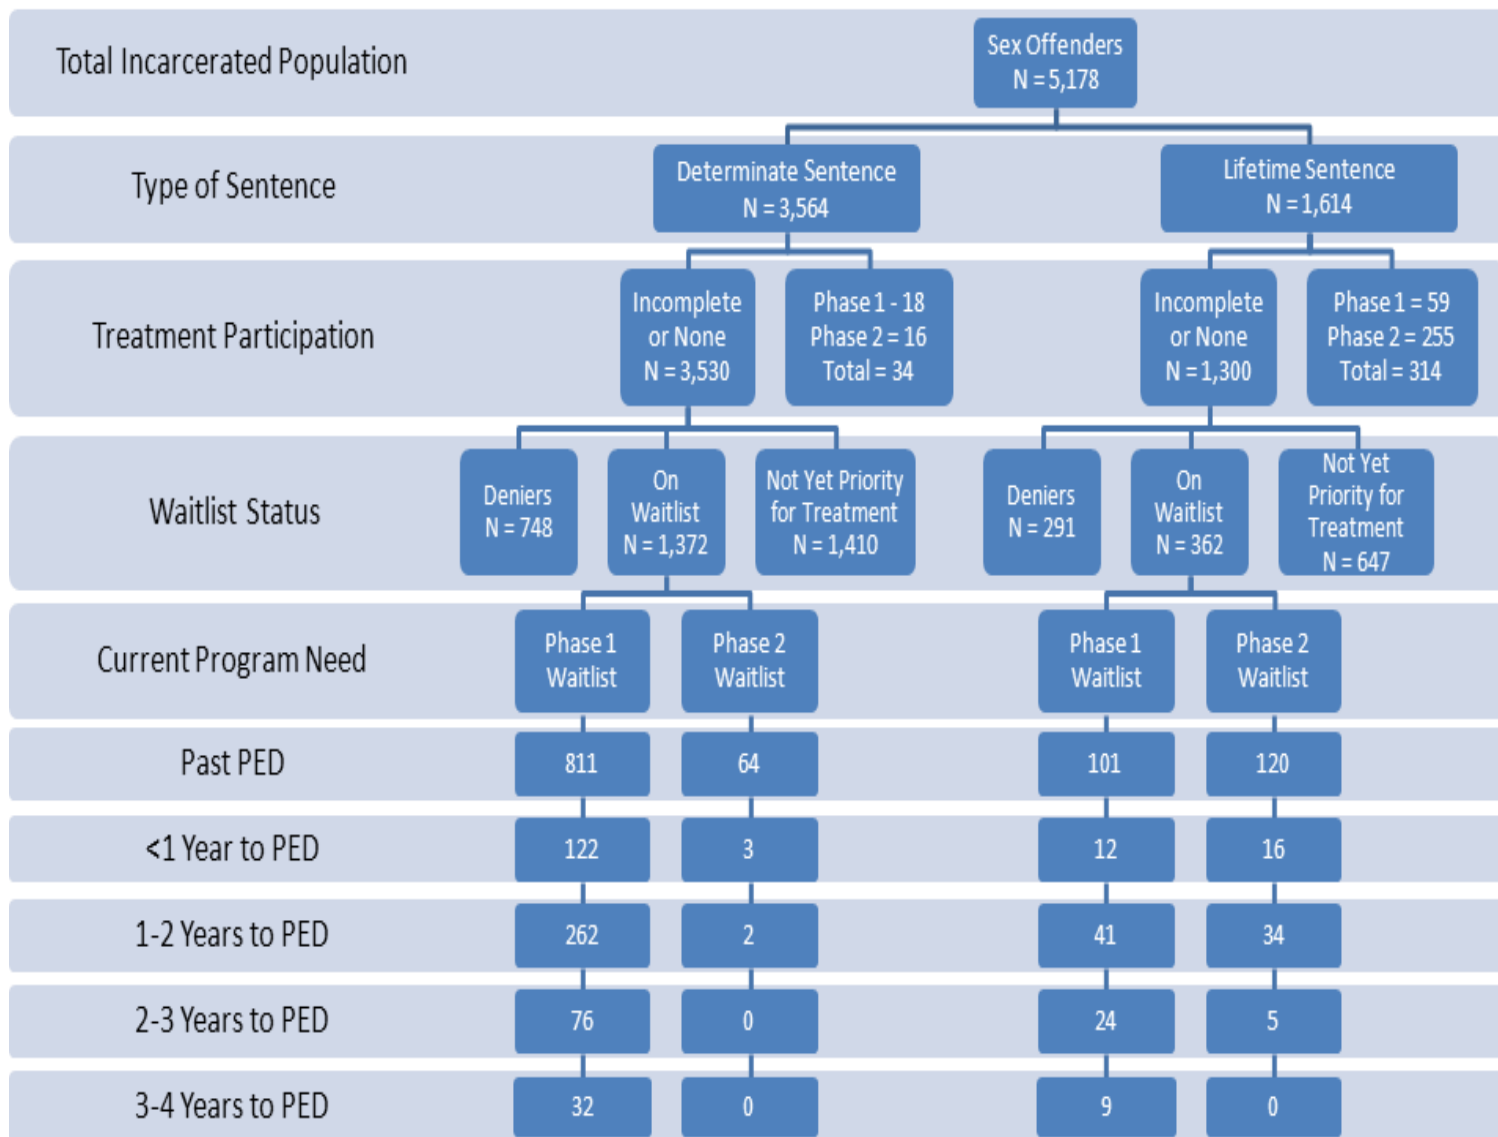 Total Incarcerated Population
Sex Offenders
N = 5,178
Type of Sentence
Determinate Sentence
N = 3,564
Lifetime Sentence
N = 1,614
Treatment Participation
Incomplete
or None
N = 3,530
Phase 1 - 18
Phase 2 = 16
Total = 34
Incomplete
or None
N = 1,300
Phase 1 = 59
Phase 2 = 255
Total = 314
Waitlist Status
Deniers
N = 748
On
Waitlist
N = 1,372
Not Yet Priority
for Treatment
N = 1,410
Deniers
N = 291
On
Waitlist
N = 362
Not Yet
Priority for
Treatment
N = 647
Current Program Need
Phase 1
Waitlist
Phase 2
Waitlist
Phase 1
Waitlist
Phase 2
Waitlist
Past PED
811
64
101
120
<1 Year to PED
122
3
12
16
1-2 Years to PED
262
2
41
34
2-3 Years to PED
76
0
24
5
3-4 Years to PED
32
0
9
0